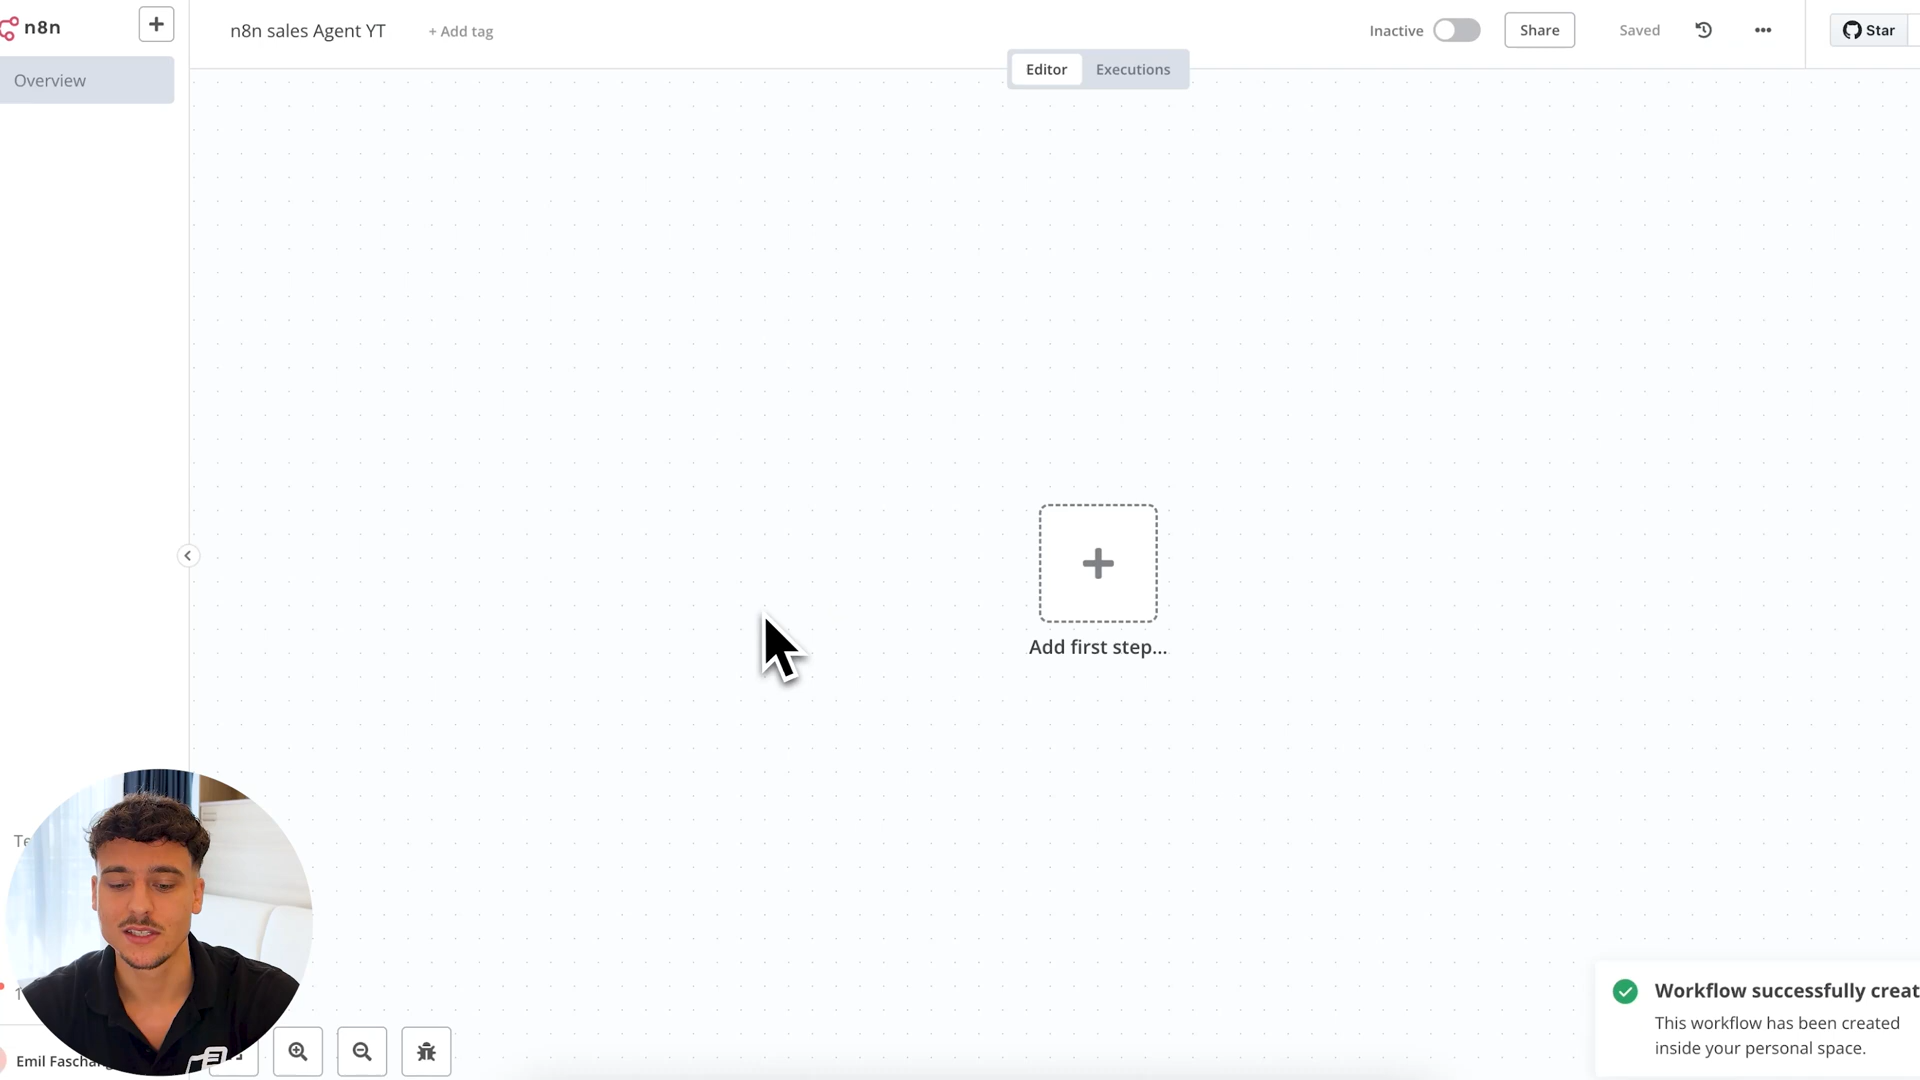 n8n
n8n sales Agent YT
+ Add tag
Inactive
Share
Saved
Star
Overview
Editor
Executions
Add first step...
Workflow successfully creat
This workflow has been created
inside your personal space.
Emil